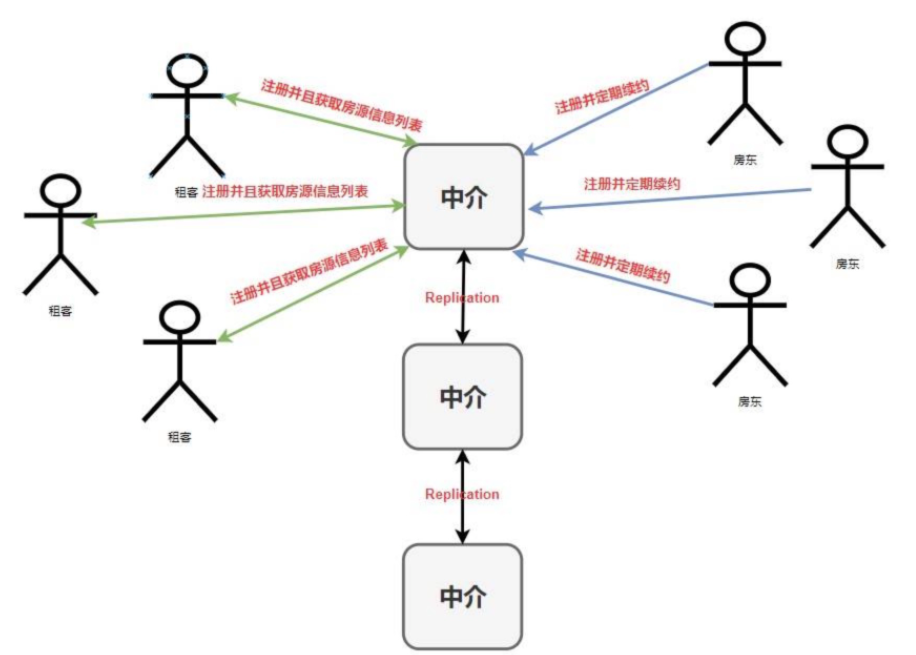 注册并且获取房源信息列表
注册并定期续约
房东
租客
注册并且获取房源信息列表
中介
注册并定期续约
房东
租客
注册并且获取房源信息列表
注册并定期续约
Replication
租客
中介
房东
Replication
中介